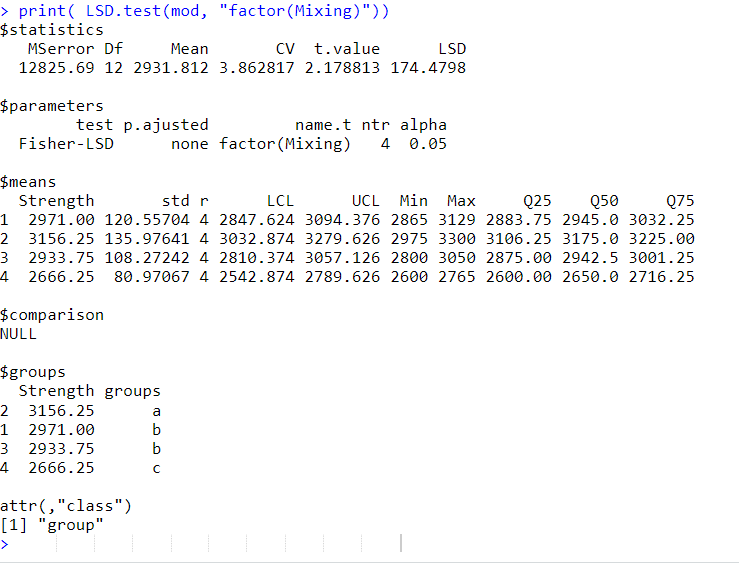 > print( LSD.test(mod, "factor(Mixing)"))
$statistics
   MSerror Df     Mean       CV  t.value      LSD
  12825.69 12 2931.812 3.862817 2.178813 174.4798
$parameters
        test p.ajusted         name.t ntr alpha
  Fisher-LSD      none factor(Mixing)   4  0.05
$means
  Strength       std r      LCL      UCL  Min  Max     Q25    Q50     Q75
1  2971.00 120.55704 4 2847.624 3094.376 2865 3129 2883.75 2945.0 3032.25
2  3156.25 135.97641 4 3032.874 3279.626 2975 3300 3106.25 3175.0 3225.00
3  2933.75 108.27242 4 2810.374 3057.126 2800 3050 2875.00 2942.5 3001.25
4  2666.25  80.97067 4 2542.874 2789.626 2600 2765 2600.00 2650.0 2716.25
$comparison
NULL
$groups
  Strength groups
2  3156.25      a
1  2971.00      b
3  2933.75      b
4  2666.25      c
attr(,"class")
[1] "group"
>